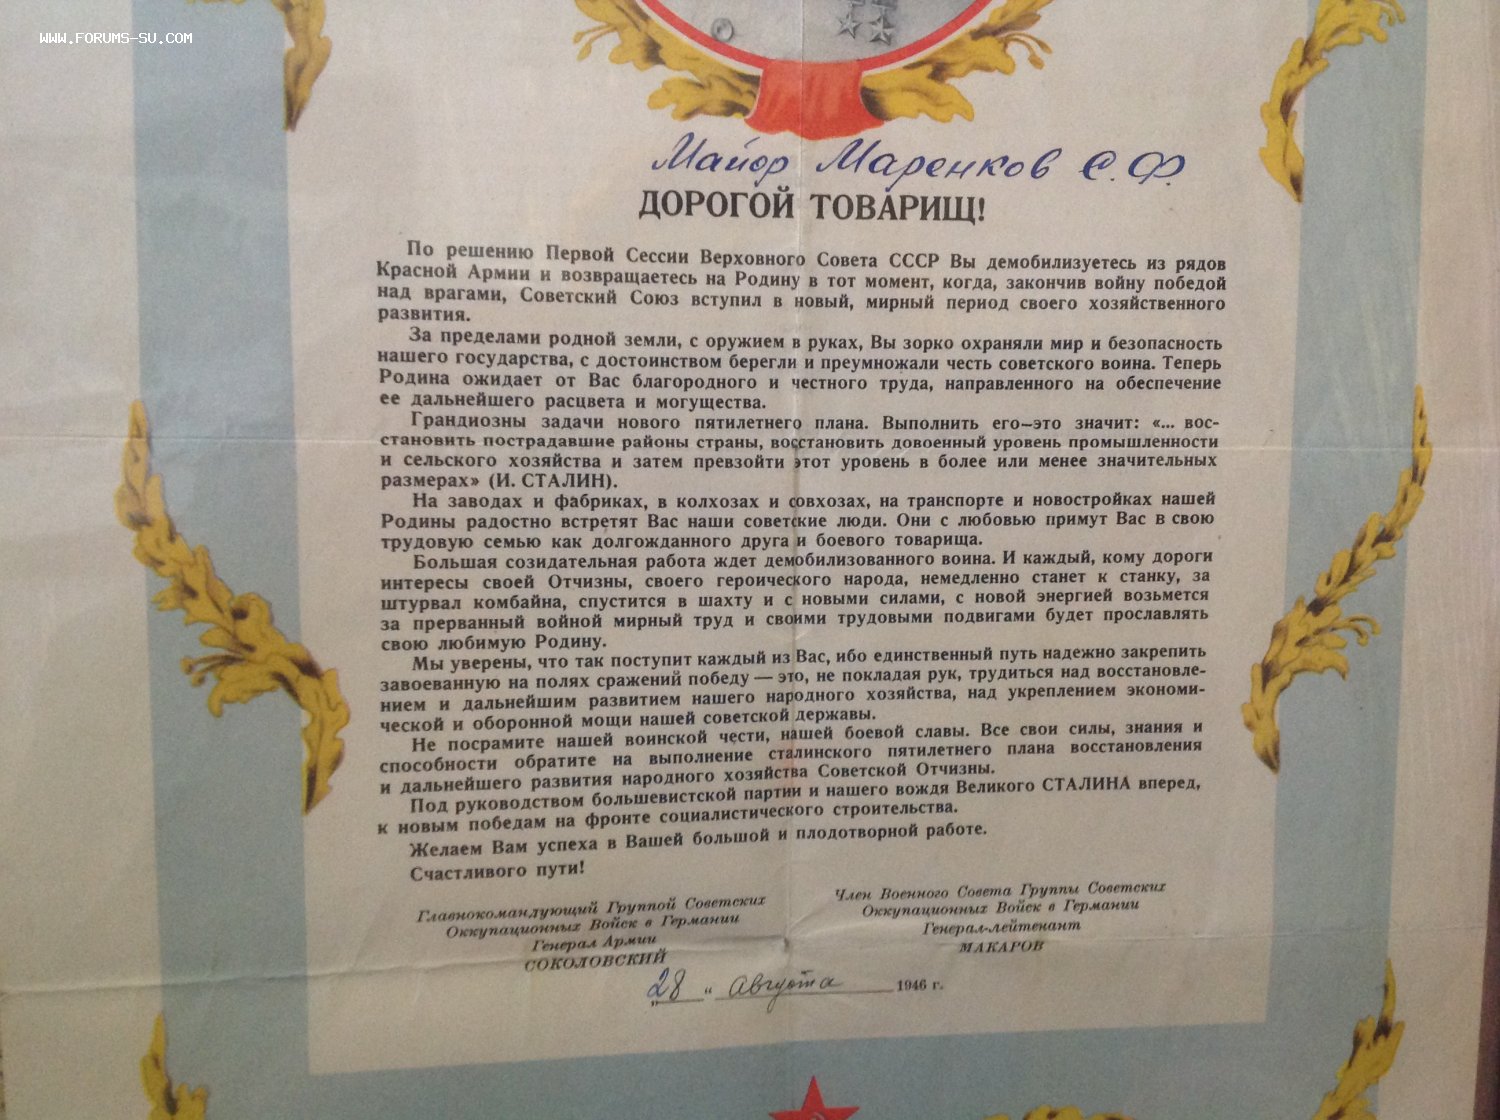 WWW.FORUMS-SU.COM
Майор Маренков С.Ф.
ДОРОГОЙ ТОВАРИЩ!
По решению Первой Сессии Верховного Совета СССР Вы демобилизуетесь из рядов
Красной Армии и возвращаетесь на Родину в тот момент, когда, закончив войну победой
над врагами, Советский Союз вступил в новый, мирный период своего хозяйственного
развития.
За пределами родной земли, с оружием в руках, Вы зорко охраняли мир и безопасность
нашего государства, с достоинством берегли и преумножали честь советского воина. Теперь
Родина ожидает от Вас благородного и честного труда, направленного на обеспечение
ее дальнейшего расцвета и могущества.
Грандиозны задачи нового пятилетнего плана. Выполнить его—это значит: «... вос-
становить пострадавшие районы страны, восстановить довоенный уровень промышленности
и сельского хозяйства и затем превзойти этот уровень в более или менее значительных
размерах» (И. СТАЛИН).
На заводах и фабриках, в колхозах и совхозах, на транспорте и новостройках нашей
Родины радостно встретят Вас наши советские люди. Они с любовью примут Вас в свою
трудовую семью как долгожданного друга и боевого товарища.
Большая созидательная работа ждет демобилизованного воина. И каждый, кому дороги
интересы своей Отчизны, своего героического народа, немедленно станет к станку, за
штурвал комбайна, спустится в шахту и с новыми силами, с новой энергией возьмется
за прерванный войной мирный труд и своими трудовыми подвигами будет прославлять
свою любимую Родину.
Мы уверены, что так поступит каждый из Вас, ибо единственный путь надежно закрепить
завоеванную на полях сражений победу — это, не покладая рук, трудиться над восстановле-
нием и дальнейшим развитием нашего народного хозяйства, над укреплением экономи-
ческой и оборонной мощи нашей советской державы.
Не посрамите нашей воинской чести, нашей боевой славы. Все свои силы, знания и
способности обратите на выполнение сталинского пятилетнего плана восстановления
и дальнейшего развития народного хозяйства Советской Отчизны.
Под руководством большевистской партии и нашего вождя Великого СТАЛИНА вперед,
к новым победам на фронте социалистического строительства.
Желаем Вам успеха в Вашей большой и плодотворной работе.
Счастливого пути!
Главнокомандующий Группой Советских
Оккупационных Войск в Германии
Генерал Армии
СОКОЛОВСКИЙ
Член Военного Совета Группы Советских
Оккупационных Войск в Германии
Генерал-лейтенант
МАКАРОВ
„28“ Августа 1946 г.